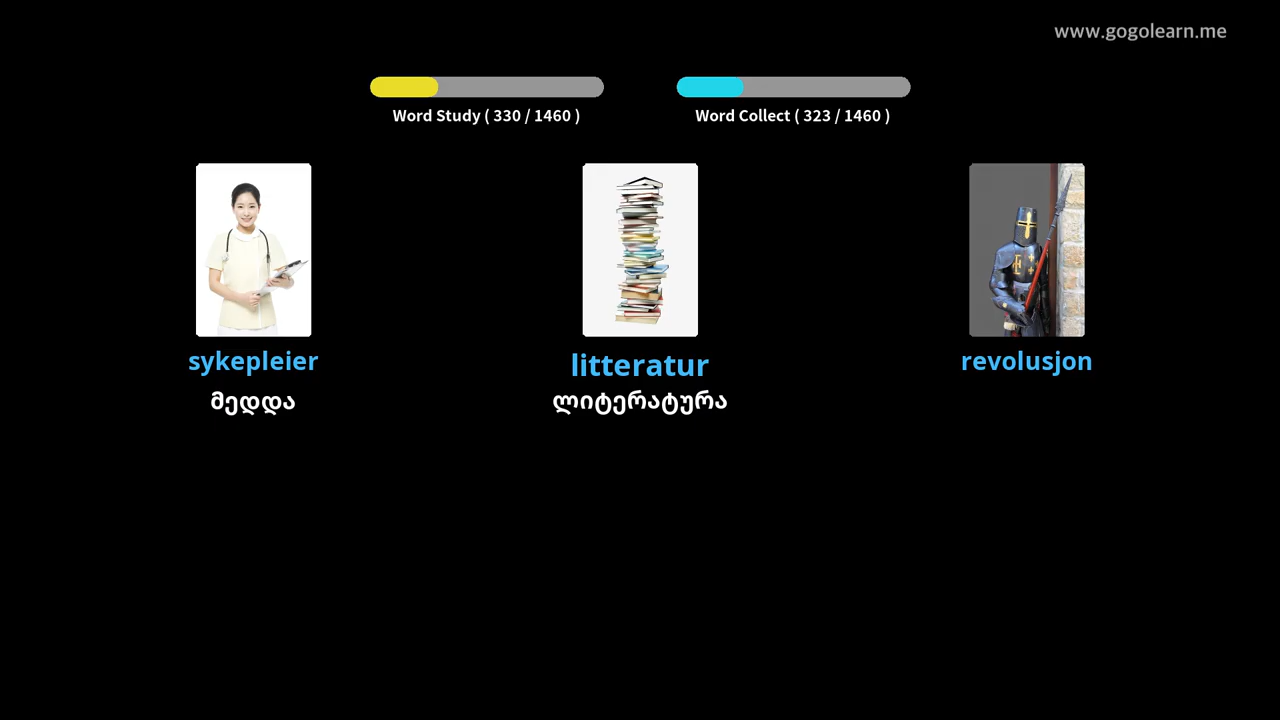 www.gogolearn.me
Word Study ( 330 / 1460 )
Word Collect ( 323 / 1460 )
sykepleier
litteratur
revolusjon
მედდა
ლიტერატურა